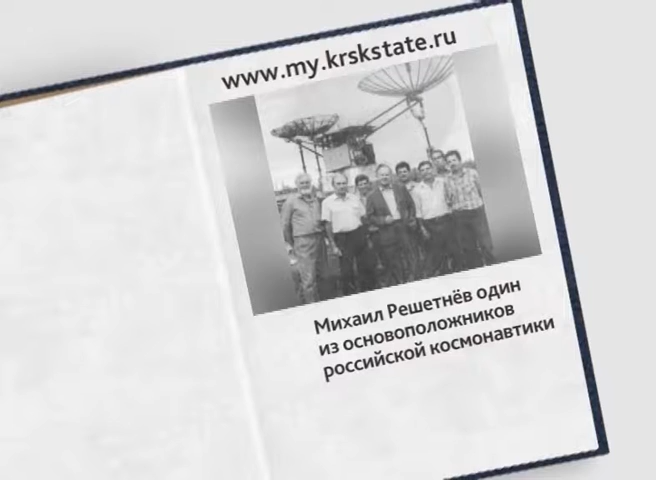 www.my.krskstate.ru
Михаил Решетнёв один
из основоположников
российской космонавтики